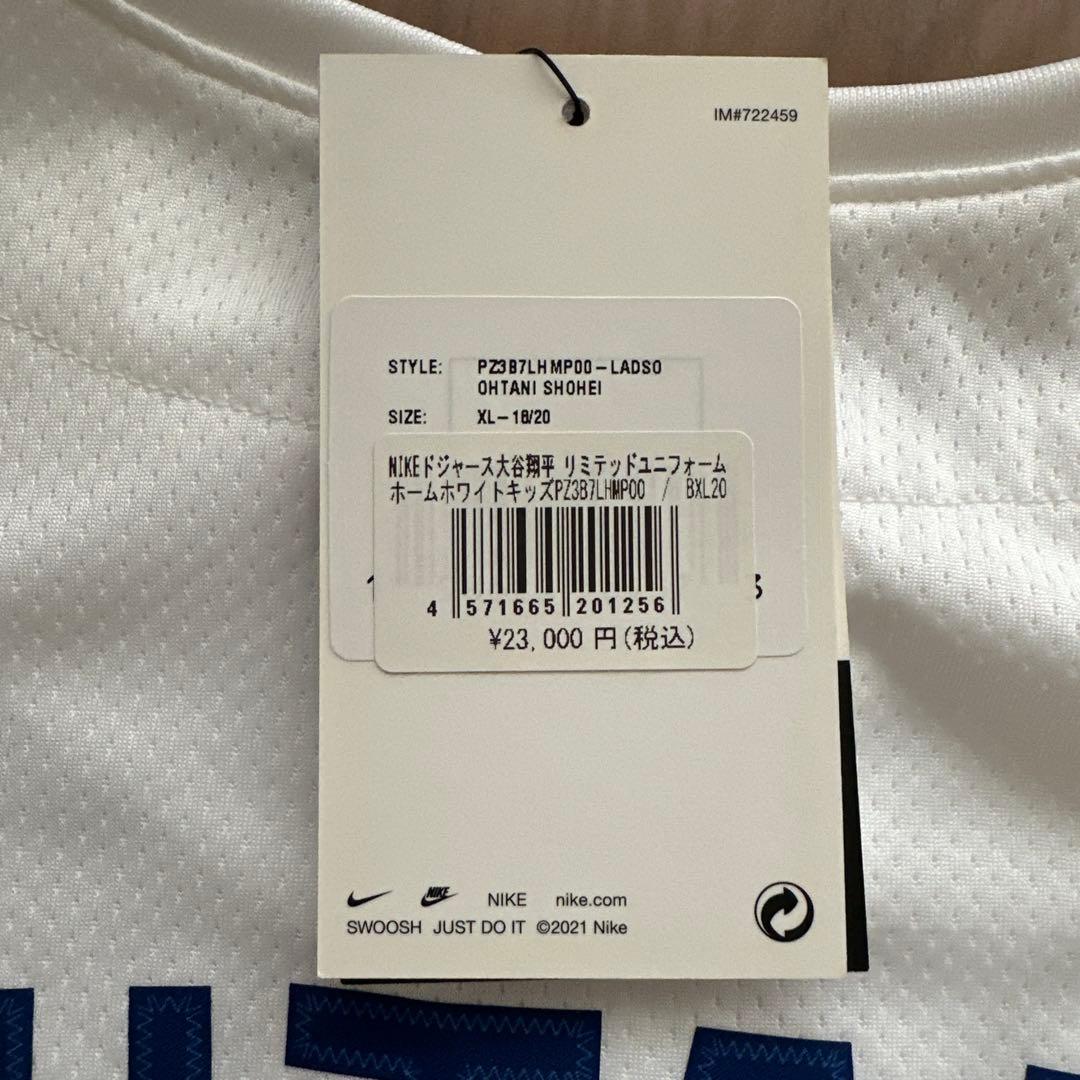 IM#722459
STYLE: PZ3B7LHMP00-LADSO
OHTANI SHOHEI
SIZE: XL-18/20
NIKEドジャース大谷翔平 リミテッドユニフォーム
ホームホワイトキッズPZ3B7LHMP00 / BXL20
4 571665 201256
¥23,000 円(税込)
NIKE NIKE nike.com
SWOOSH JUST DO IT ©2021 Nike